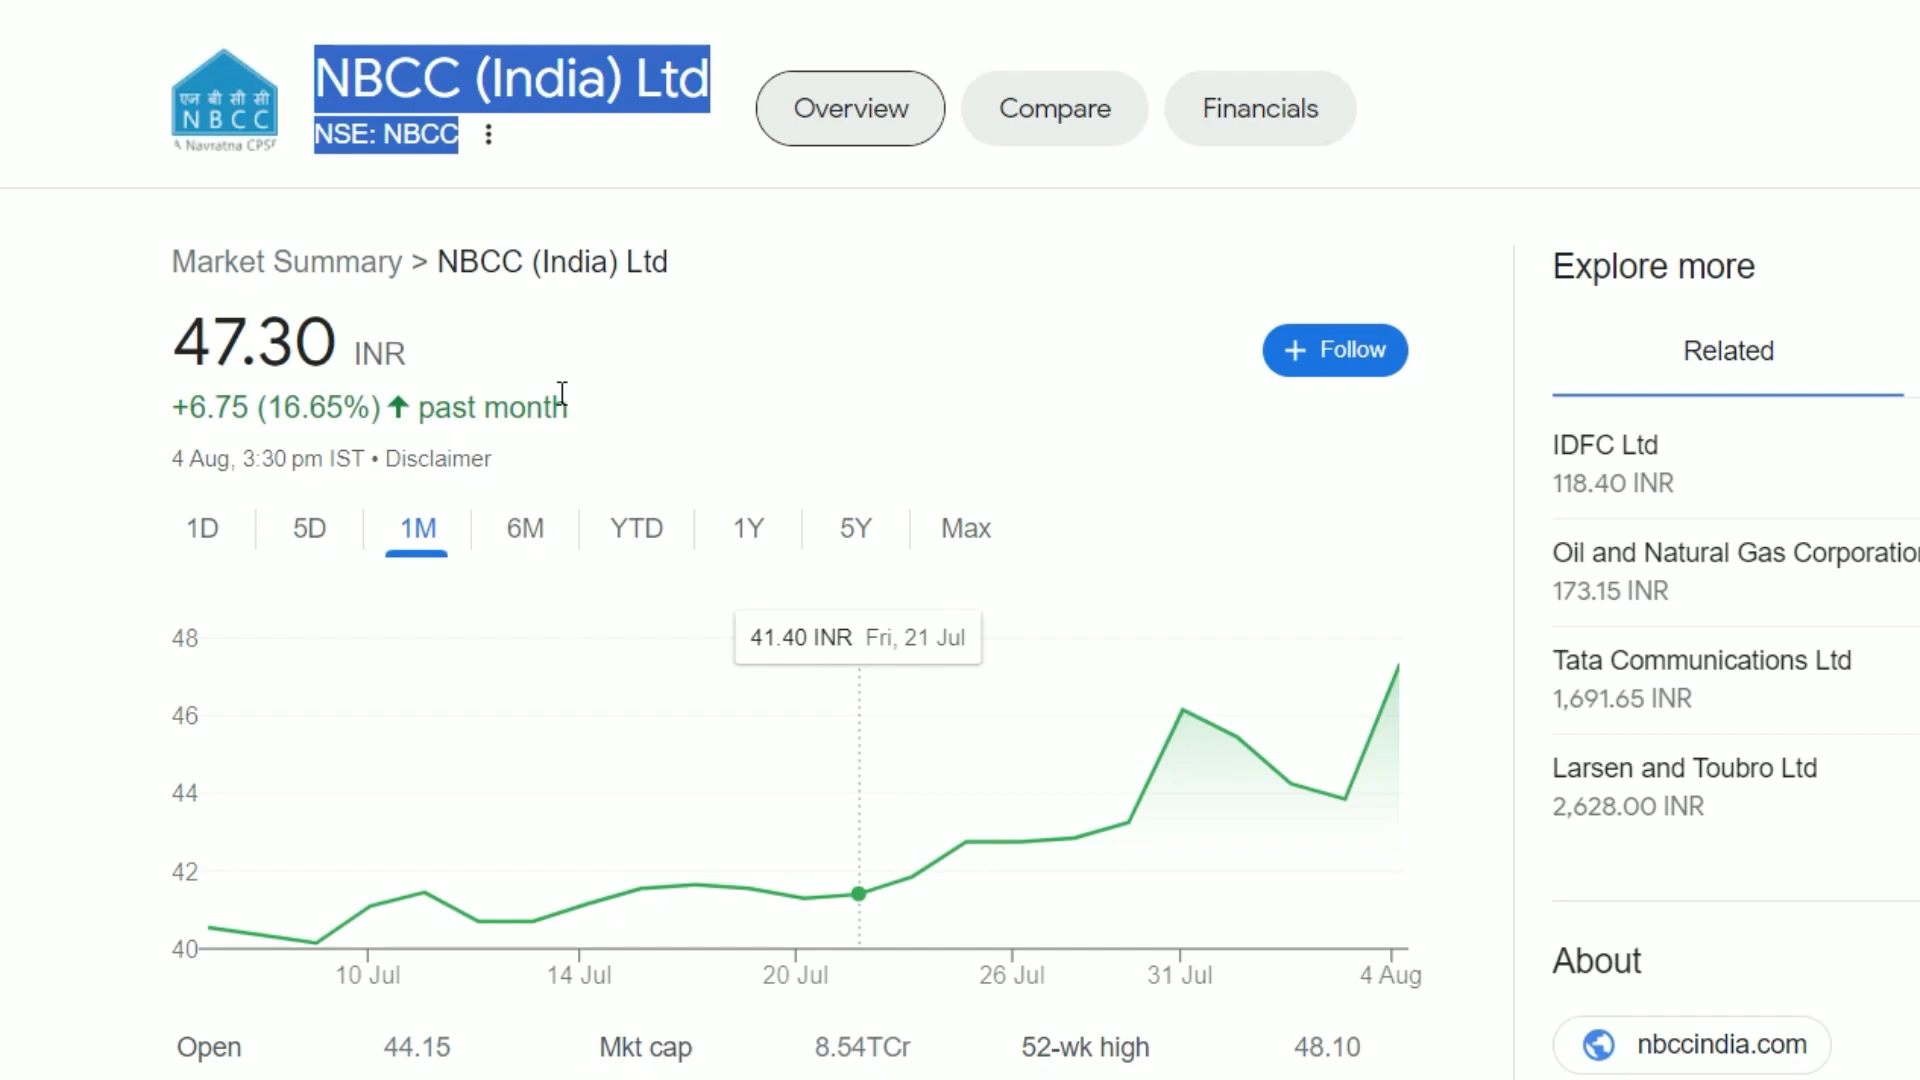 एन बी सी सी
NBCC
A Navratna CPSE
NBCC (India) Ltd
NSE: NBCC
Overview
Compare
Financials
Market Summary > NBCC (India) Ltd
47.30 INR
+ Follow
+6.75 (16.65%) ↑ past month
4 Aug, 3:30 pm IST • Disclaimer
1D 5D 1M 6M YTD 1Y 5Y Max
41.40 INR Fri, 21 Jul
48
46
44
42
40
10 Jul 14 Jul 20 Jul 26 Jul 31 Jul 4 Aug
Open 44.15 Mkt cap 8.54TCr 52-wk high 48.10
Explore more
Related
IDFC Ltd
118.40 INR
Oil and Natural Gas Corporation
173.15 INR
Tata Communications Ltd
1,691.65 INR
Larsen and Toubro Ltd
2,628.00 INR
About
nbccindia.com